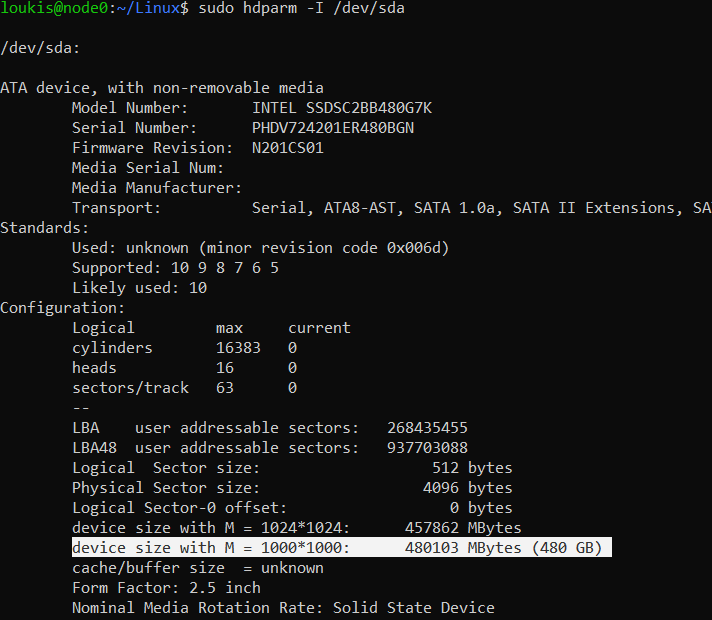 loukis@node0:~/Linux$ sudo hdparm -I /dev/sda
/dev/sda:
ATA device, with non-removable media
Model Number: INTEL SSDSC2BB480G7K
Serial Number: PHDV724201ER480BGN
Firmware Revision: N201CS01
Media Serial Num:
Media Manufacturer:
Transport: Serial, ATA8-AST, SATA 1.0a, SATA II Extensions, SA
Standards:
Used: unknown (minor revision code 0x006d)
Supported: 10 9 8 7 6 5
Likely used: 10
Configuration:
Logical max current
cylinders 16383 0
heads 16 0
sectors/track 63 0
--
LBA user addressable sectors: 268435455
LBA48 user addressable sectors: 937703088
Logical Sector size: 512 bytes
Physical Sector size: 4096 bytes
Logical Sector-0 offset: 0 bytes
device size with M = 1024*1024: 457862 MBytes
device size with M = 1000*1000: 480103 MBytes (480 GB)
cache/buffer size = unknown
Form Factor: 2.5 inch
Nominal Media Rotation Rate: Solid State Device